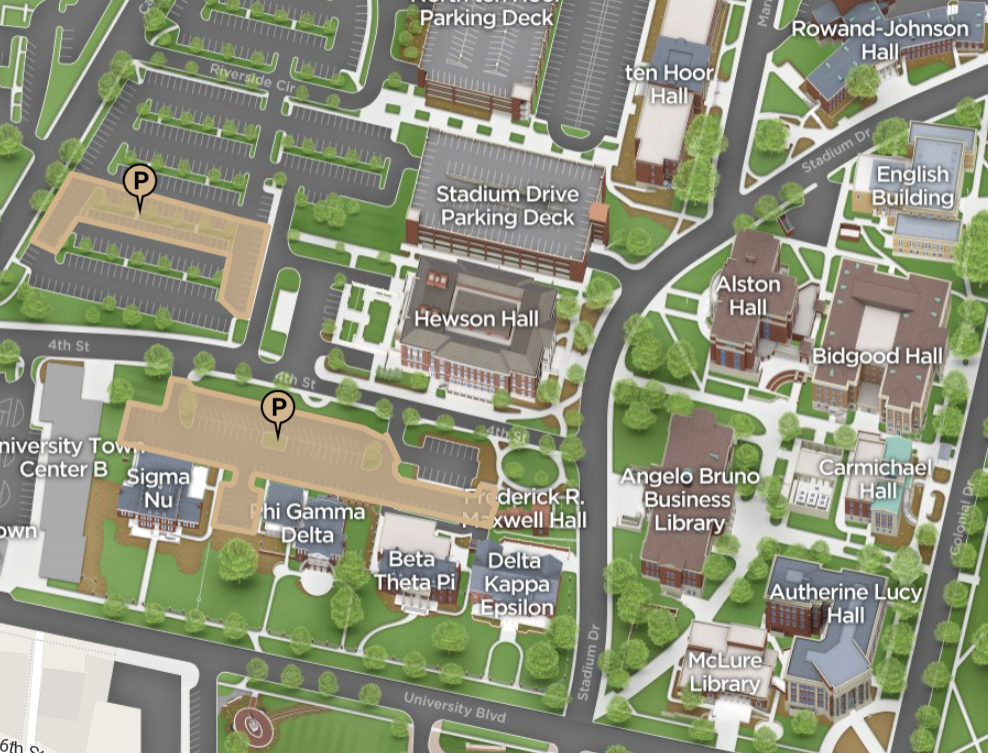 Parking Deck
Rowand-Johnson
Hall
Riverside Cir
ten Hoor
Hall
Stadium Dr
P
English
Building
Stadium Drive
Parking Deck
Alston
Hall
Hewson Hall
4th St
Bidgood Hall
4th St
P
4th St
Center B
Sigma
Nu
Angelo Bruno
Business
Library
Carmichael
Hall
Frederick R.
Maxwell Hall
Phi Gamma
Delta
Colonial Dr
Beta
Theta Pi
Delta
Kappa
Epsilon
Autherine Lucy
Hall
McLure
Library
Stadium Dr
University Blvd
6th St